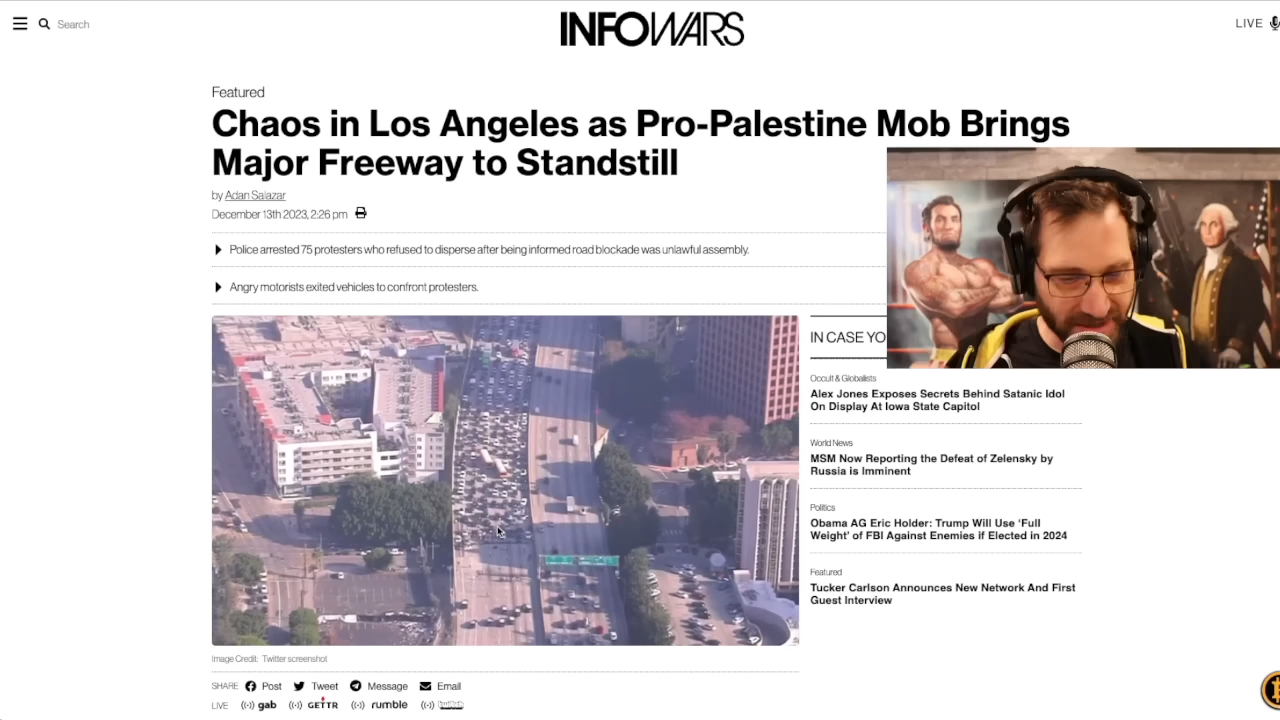 Search
INFOWARS
LIVE
Featured
Chaos in Los Angeles as Pro-Palestine Mob Brings
Major Freeway to Standstill
by Adan Salazar
December 13th 2023, 2:26 pm
Police arrested 75 protesters who refused to disperse after being informed road blockade was unlawful assembly.
Angry motorists exited vehicles to confront protesters.
IN CASE YO
Occult & Globalists
Alex Jones Exposes Secrets Behind Satanic Idol
On Display At Iowa State Capitol
World News
MSM Now Reporting the Defeat of Zelensky by
Russia is Imminent
Politics
Obama AG Eric Holder: Trump Will Use ‘Full
Weight’ of FBI Against Enemies if Elected in 2024
Featured
Tucker Carlson Announces New Network And First
Guest Interview
Image Credit: Twitter screenshot
SHARE Post Tweet Message Email
LIVE gab GETTR rumble